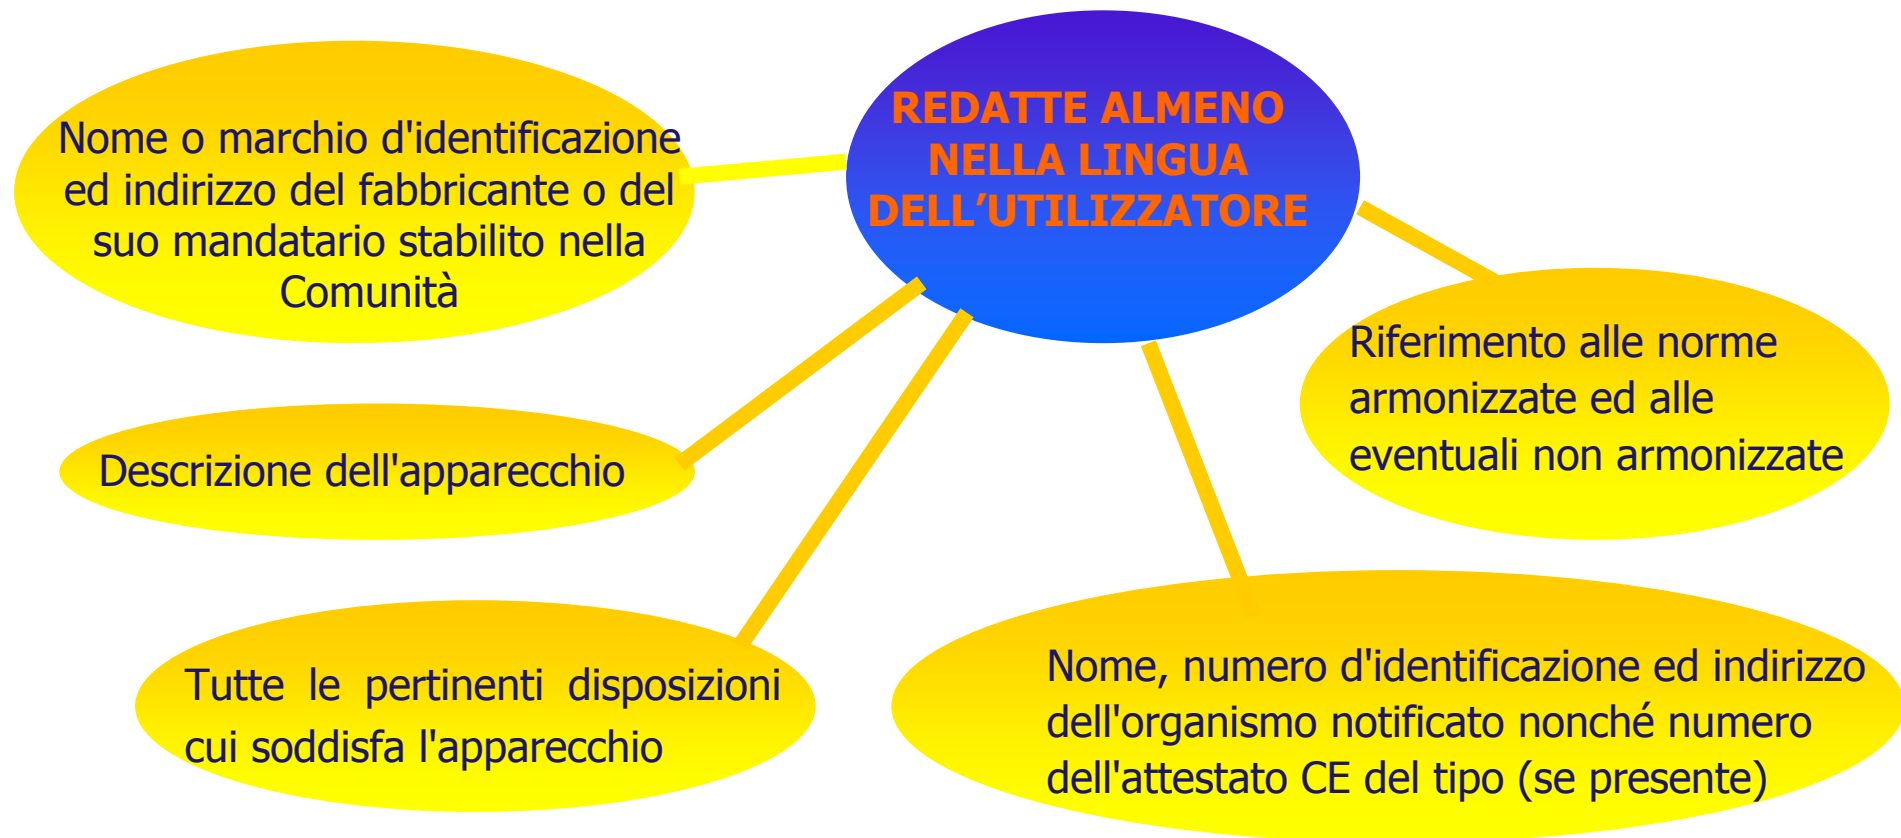 REDATTE ALMENO
NELLA LINGUA
DELL'UTILIZZATORE
Nome o marchio d'identificazione
ed indirizzo del fabbricante o del
suo mandatario stabilito nella
Comunità
Descrizione dell'apparecchio
Tutte le pertinenti disposizioni
cui soddisfa l'apparecchio
Nome, numero d'identificazione ed indirizzo
dell'organismo notificato nonché numero
dell'attestato CE del tipo (se presente)
Riferimento alle norme
armonizzate ed alle
eventuali non armonizzate